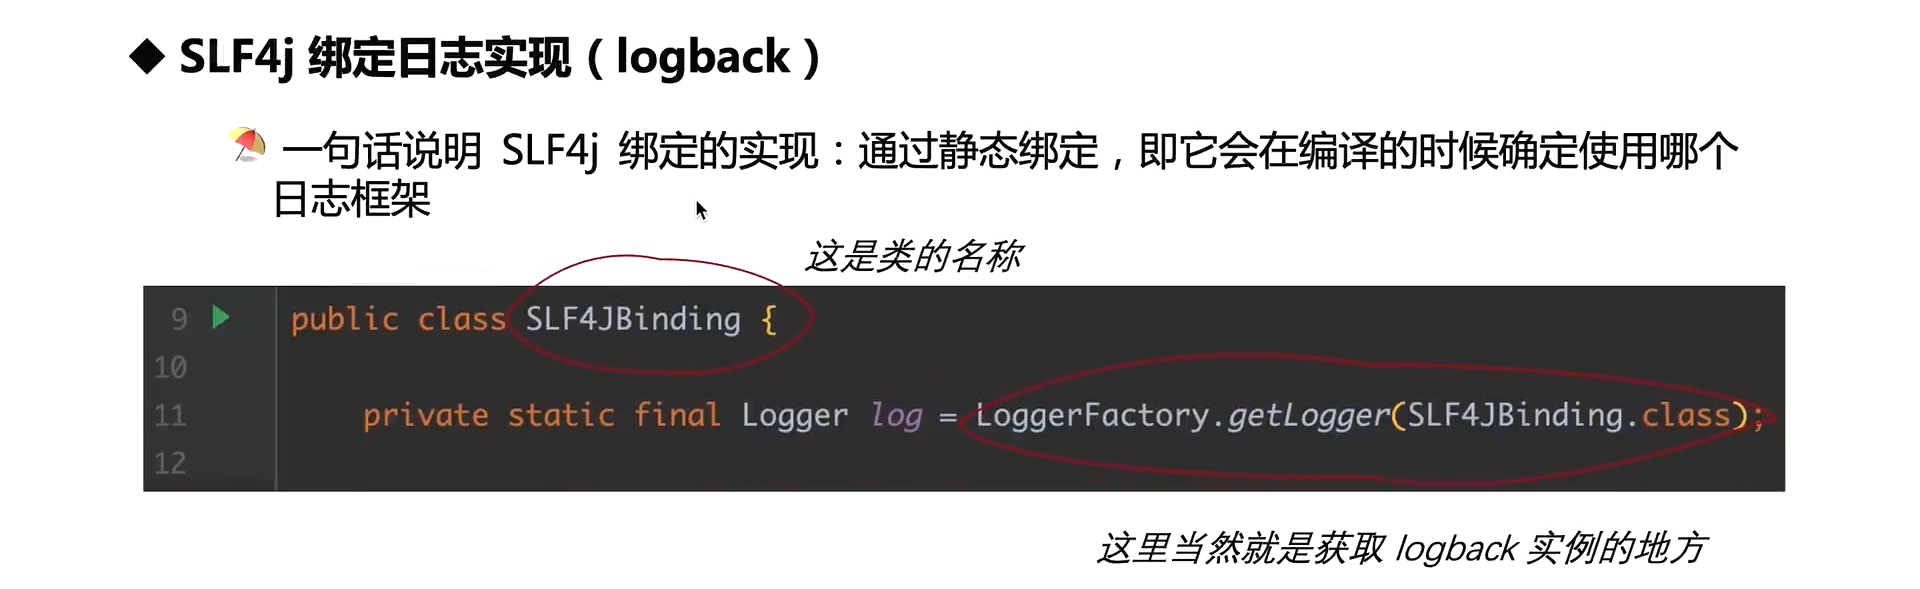 ◆ SLF4j 绑定日志实现（logback）
一句话说明 SLF4j 绑定的实现：通过静态绑定，即它会在编译的时候确定使用哪个
日志框架
这是类的名称
9 public class SLF4JBinding {
10
11 private static final Logger log = LoggerFactory.getLogger(SLF4JBinding.class);
12
这里当然就是获取 logback 实例的地方